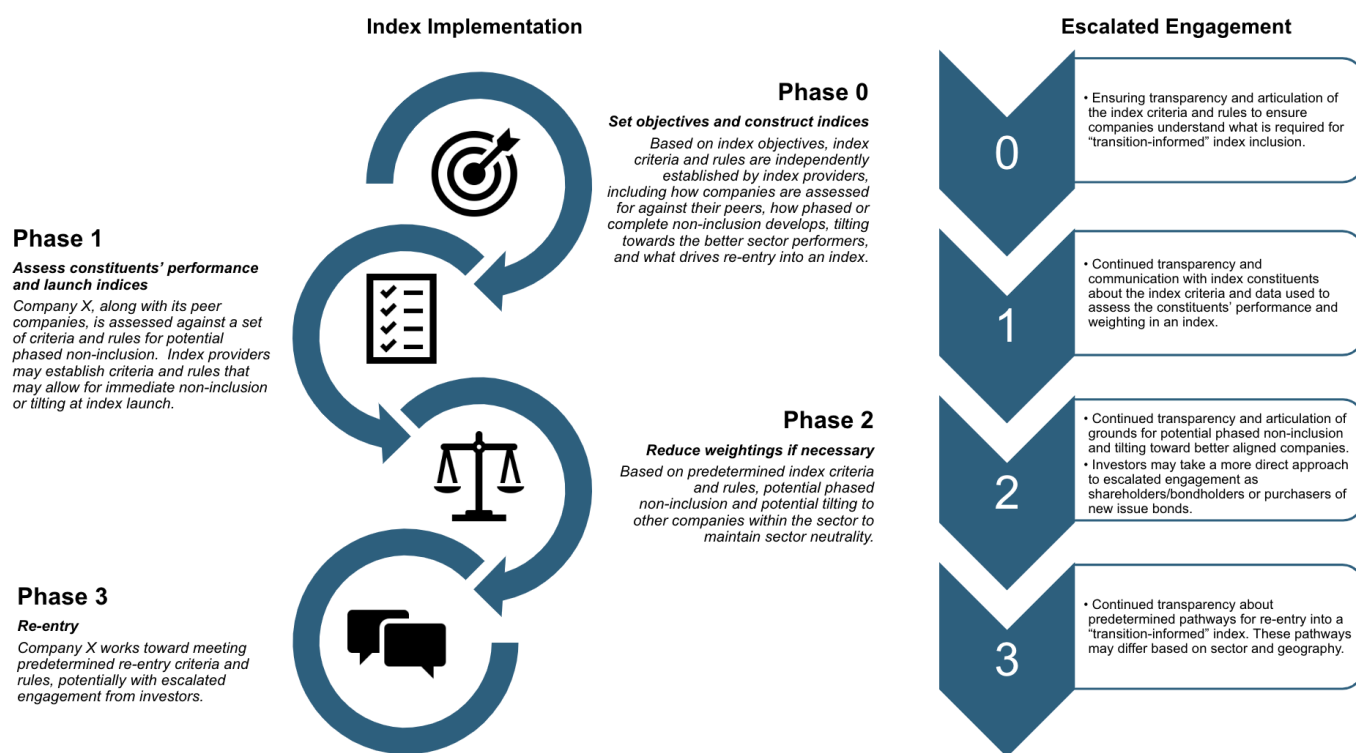 Index Implementation
Phase 0
Set objectives and construct indices
Based on index objectives, index
criteria and rules are independently
established by index providers,
including how companies are assessed
for against their peers, how phased or
complete non-inclusion develops, tilting
towards the better sector performers,
and what drives re-entry into an index.
Phase 1
Assess constituents’ performance
and launch indices
Company X, along with its peer
companies, is assessed against a set
of criteria and rules for potential
phased non-inclusion.  Index providers
may establish criteria and rules that
may allow for immediate non-inclusion
or tilting at index launch.
Phase 2
Reduce weightings if necessary
Based on predetermined index criteria
and rules, potential phased
non-inclusion and potential tilting to
other companies within the sector to
maintain sector neutrality.
Phase 3
Re-entry
Company X works toward meeting
predetermined re-entry criteria and
rules, potentially with escalated
engagement from investors.
Escalated Engagement
0
• Ensuring transparency and articulation of
the index criteria and rules to ensure
companies understand what is required for
“transition-informed” index inclusion.
1
• Continued transparency and
communication with index constituents
about the index criteria and data used to
assess the constituents’ performance and
weighting in an index.
2
• Continued transparency and articulation of
grounds for potential phased non-inclusion
and tilting toward better aligned companies.
• Investors may take a more direct approach
to escalated engagement as
shareholders/bondholders or purchasers of
new issue bonds.
3
• Continued transparency about
predetermined pathways for re-entry into a
“transition-informed” index. These pathways
may differ based on sector and geography.